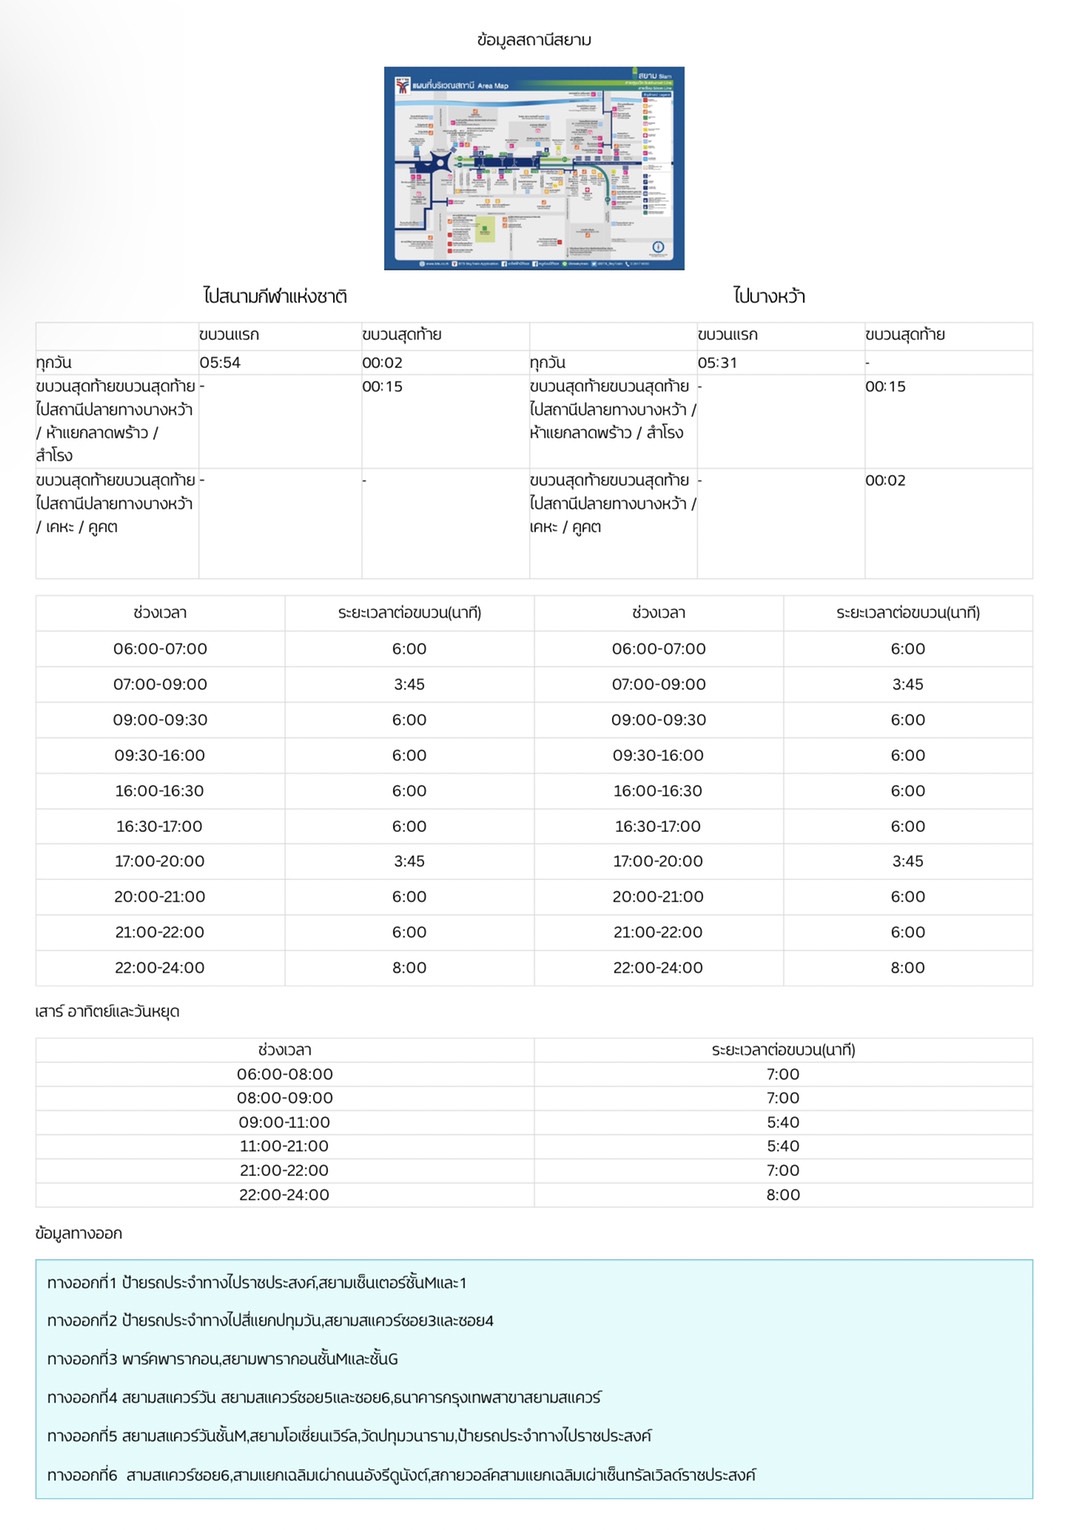 ข้อมูลสถานีสยาม
แผนที่บริเวณสถานี Area Map
สยาม Siam
ไปสนามกีฬาแห่งชาติ ไปบางหว้า
ขบวนแรก ขบวนสุดท้าย ขบวนแรก ขบวนสุดท้าย
ทุกวัน 05:54 00:02 ทุกวัน 05:31 -
ขบวนสุดท้ายขบวนสุดท้าย - 00:15 ขบวนสุดท้ายขบวนสุดท้าย - 00:15
ไปสถานีปลายทางบางหว้า ไปสถานีปลายทางบางหว้า /
/ ห้าแยกลาดพร้าว / ห้าแยกลาดพร้าว / สำโรง
สำโรง
ขบวนสุดท้ายขบวนสุดท้าย - - ขบวนสุดท้ายขบวนสุดท้าย - 00:02
ไปสถานีปลายทางบางหว้า ไปสถานีปลายทางบางหว้า /
/ เคหะ / คูคต เคหะ / คูคต
ช่วงเวลา ระยะเวลาต่อขบวน(นาที) ช่วงเวลา ระยะเวลาต่อขบวน(นาที)
06:00-07:00 6:00 06:00-07:00 6:00
07:00-09:00 3:45 07:00-09:00 3:45
09:00-09:30 6:00 09:00-09:30 6:00
09:30-16:00 6:00 09:30-16:00 6:00
16:00-16:30 6:00 16:00-16:30 6:00
16:30-17:00 6:00 16:30-17:00 6:00
17:00-20:00 3:45 17:00-20:00 3:45
20:00-21:00 6:00 20:00-21:00 6:00
21:00-22:00 6:00 21:00-22:00 6:00
22:00-24:00 8:00 22:00-24:00 8:00
เสาร์ อาทิตย์และวันหยุด
ช่วงเวลา ระยะเวลาต่อขบวน(นาที)
06:00-08:00 7:00
08:00-09:00 7:00
09:00-11:00 5:40
11:00-21:00 5:40
21:00-22:00 7:00
22:00-24:00 8:00
ข้อมูลทางออก
ทางออกที่1 ป้ายรถประจำทางไปราชประสงค์,สยามเซ็นเตอร์ชั้นMและ1
ทางออกที่2 ป้ายรถประจำทางไปสี่แยกปทุมวัน,สยามสแควร์ซอย3และซอย4
ทางออกที่3 พาร์คพารากอน,สยามพารากอนชั้นMและชั้นG
ทางออกที่4 สยามสแควร์วัน สยามสแควร์ซอย5และซอย6,ธนาคารกรุงเทพสาขาสยามสแควร์
ทางออกที่5 สยามสแควร์วันชั้นM,สยามโอเชี่ยนเวิร์ล,วัดปทุมวนาราม,ป้ายรถประจำทางไปราชประสงค์
ทางออกที่6 สามสแควร์ซอย6,สามแยกเฉลิมเผ่าถนนอังรีดูนังต์,สกายวอล์คสามแยกเฉลิมเผ่าเซ็นทรัลเวิลด์ราชประสงค์